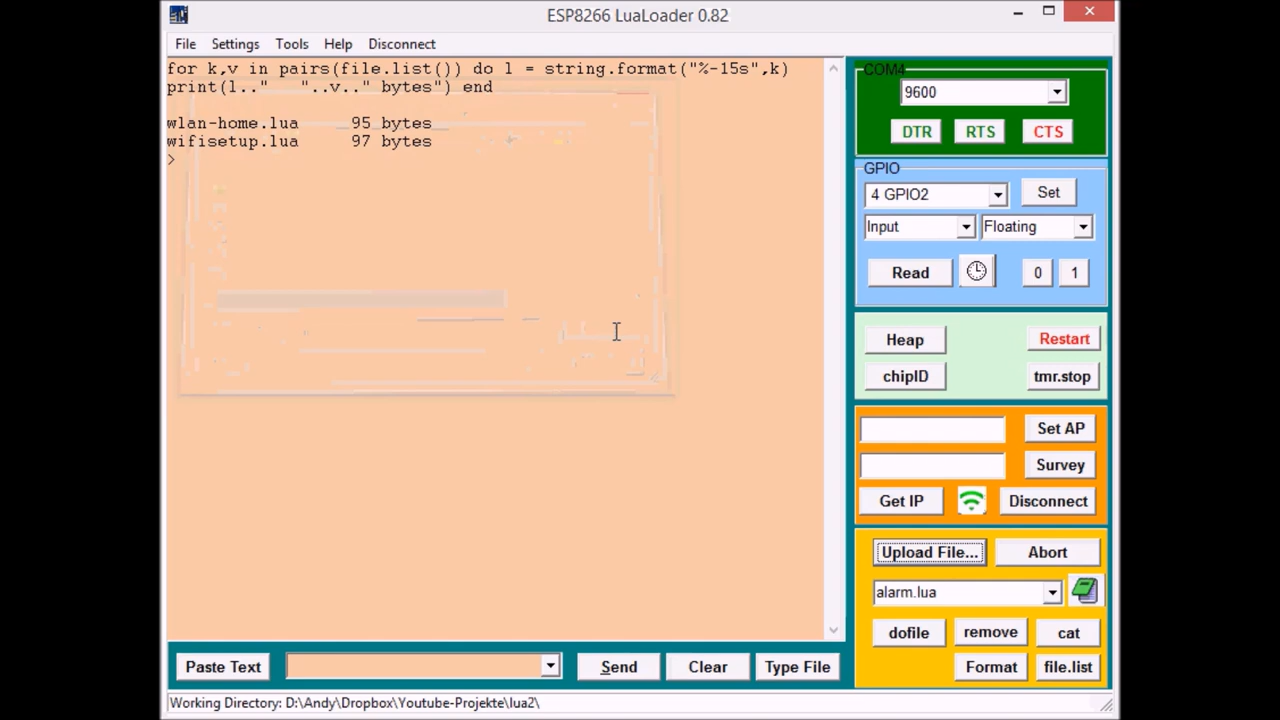 ESP8266 LuaLoader 0.82
File Settings Tools Help Disconnect
for k,v in pairs(file.list()) do l = string.format("%-15s",k)
print(l.."   "..v.." bytes") end
wlan-home.lua 95 bytes
wifisetup.lua 97 bytes
>
COM4
9600
DTR RTS CTS
GPIO
4 GPIO2 Set
Input Floating
Read 0 1
Heap Restart
chipID tmr.stop
Set AP
Survey
Get IP Disconnect
Upload File... Abort
alarm.lua
dofile remove cat
Format file.list
Paste Text Send Clear Type File
Working Directory: D:\Andy\Dropbox\Youtube-Projekte\lua2\